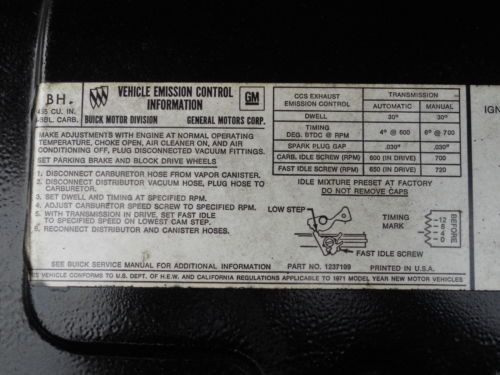 BH.
455 CU. IN.
4BBL. CARB.
VEHICLE EMISSION CONTROL
INFORMATION
GM
BUICK MOTOR DIVISION GENERAL MOTORS CORP.
MAKE ADJUSTMENTS WITH ENGINE AT NORMAL OPERATING
TEMPERATURE, CHOKE OPEN, AIR CLEANER ON, AND AIR
CONDITIONING OFF, PLUG DISCONNECTED VACUUM FITTINGS.
SET PARKING BRAKE AND BLOCK DRIVE WHEELS
1. DISCONNECT CARBURETOR HOSE FROM VAPOR CANISTER.
2. DISCONNECT DISTRIBUTOR VACUUM HOSE, PLUG HOSE TO
CARBURETOR.
3. SET DWELL AND TIMING AT SPECIFIED RPM.
4. ADJUST CARBURETOR SPEED SCREW TO SPECIFIED RPM.
5. WITH TRANSMISSION IN DRIVE, SET FAST IDLE
TO SPECIFIED SPEED ON LOWEST CAM STEP.
6. RECONNECT DISTRIBUTOR AND CANISTER HOSES.
CCS EXHAUST
EMISSION CONTROL
TRANSMISSION
AUTOMATIC MANUAL
DWELL 30° 30°
TIMING
DEG. BTDC @ RPM 4° @ 600 6° @ 700
SPARK PLUG GAP .030" .030"
CARB. IDLE SCREW (RPM) 600 (IN DRIVE) 700
FAST IDLE SCREW (RPM) 650 (IN DRIVE) 720
IDLE MIXTURE PRESET AT FACTORY
DO NOT REMOVE CAPS
LOW STEP
TIMING
MARK
12
8
4
0
BEFORE
FAST IDLE SCREW
SEE BUICK SERVICE MANUAL FOR ADDITIONAL INFORMATION PART NO. 1237199 PRINTED IN U.S.A.
THIS VEHICLE CONFORMS TO U.S. DEPT. OF H.E.W. AND CALIFORNIA REGULATIONS APPLICABLE TO 1971 MODEL YEAR NEW MOTOR VEHICLES
IGN